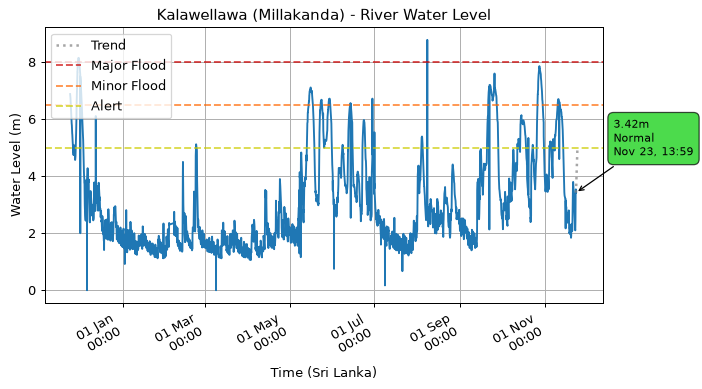 Kalawellawa (Millakanda) - River Water Level
Trend
Major Flood
Minor Flood
Alert
3.42m
Normal
Nov 23, 13:59
Water Level (m)
8
6
4
2
0
01 Jan
00:00
01 Mar
00:00
01 May
00:00
01 Jul
00:00
01 Sep
00:00
01 Nov
00:00
Time (Sri Lanka)